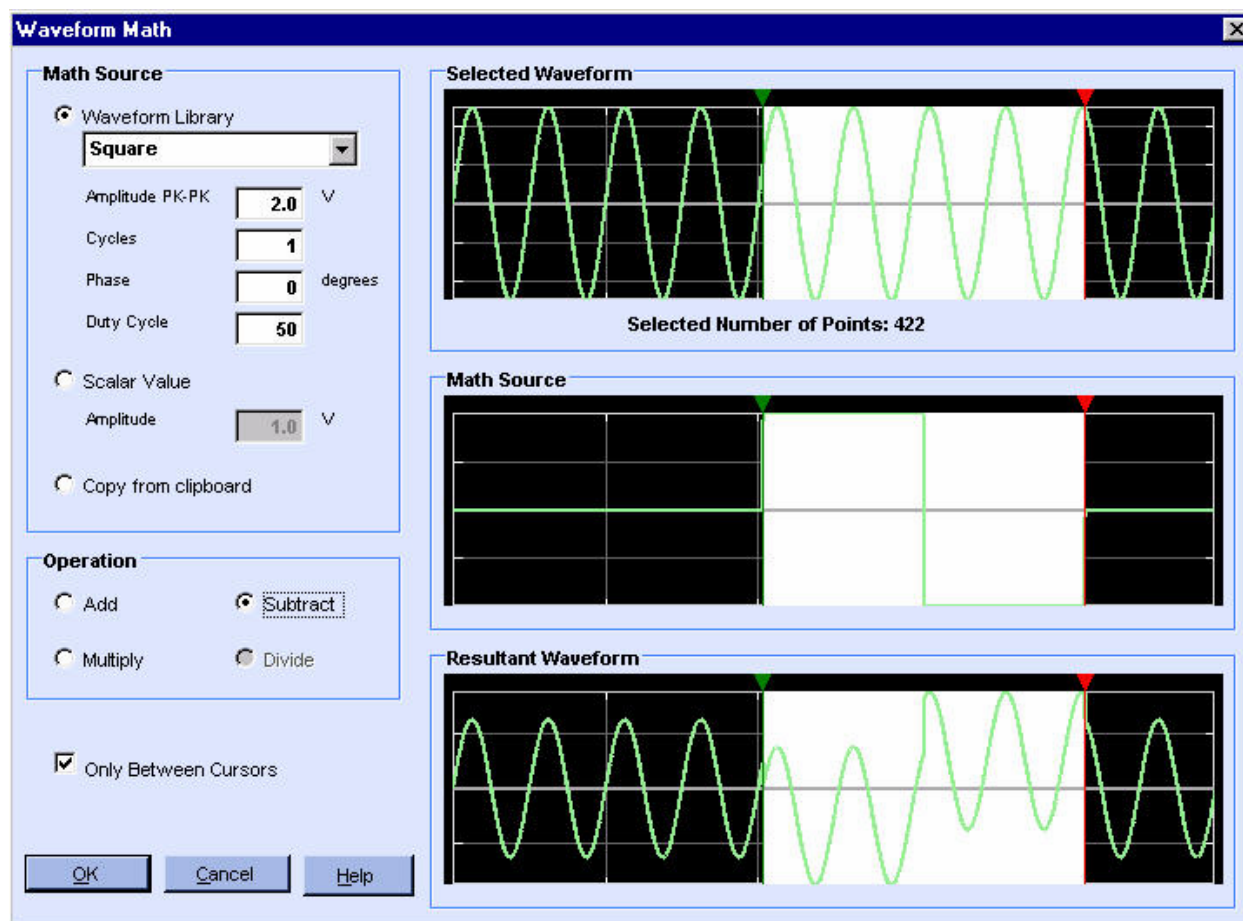 Waveform Math
Math Source
Waveform Library
Square
Amplitude PK-PK 2.0 V
Cycles 1
Phase 0 degrees
Duty Cycle 50
Scalar Value
Amplitude 1.0 V
Copy from clipboard
Operation
Add Subtract
Multiply Divide
Only Between Cursors
OK Cancel Help
Selected Waveform
Selected Number of Points: 422
Math Source
Resultant Waveform